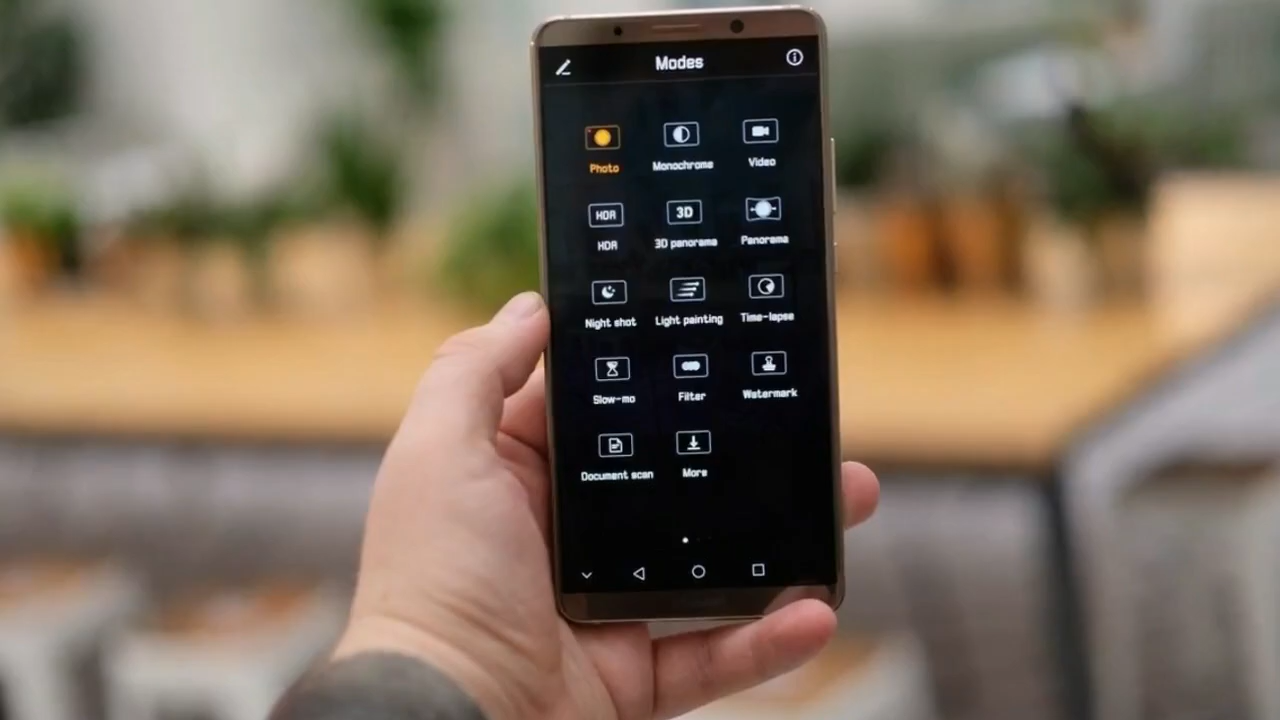 Modes
Photo
Monochrome
Video
HDR
3D
HDR
3D panorama
Panorama
Night shot
Light painting
Time-lapse
Slow-mo
Filter
Watermark
Document scan
More